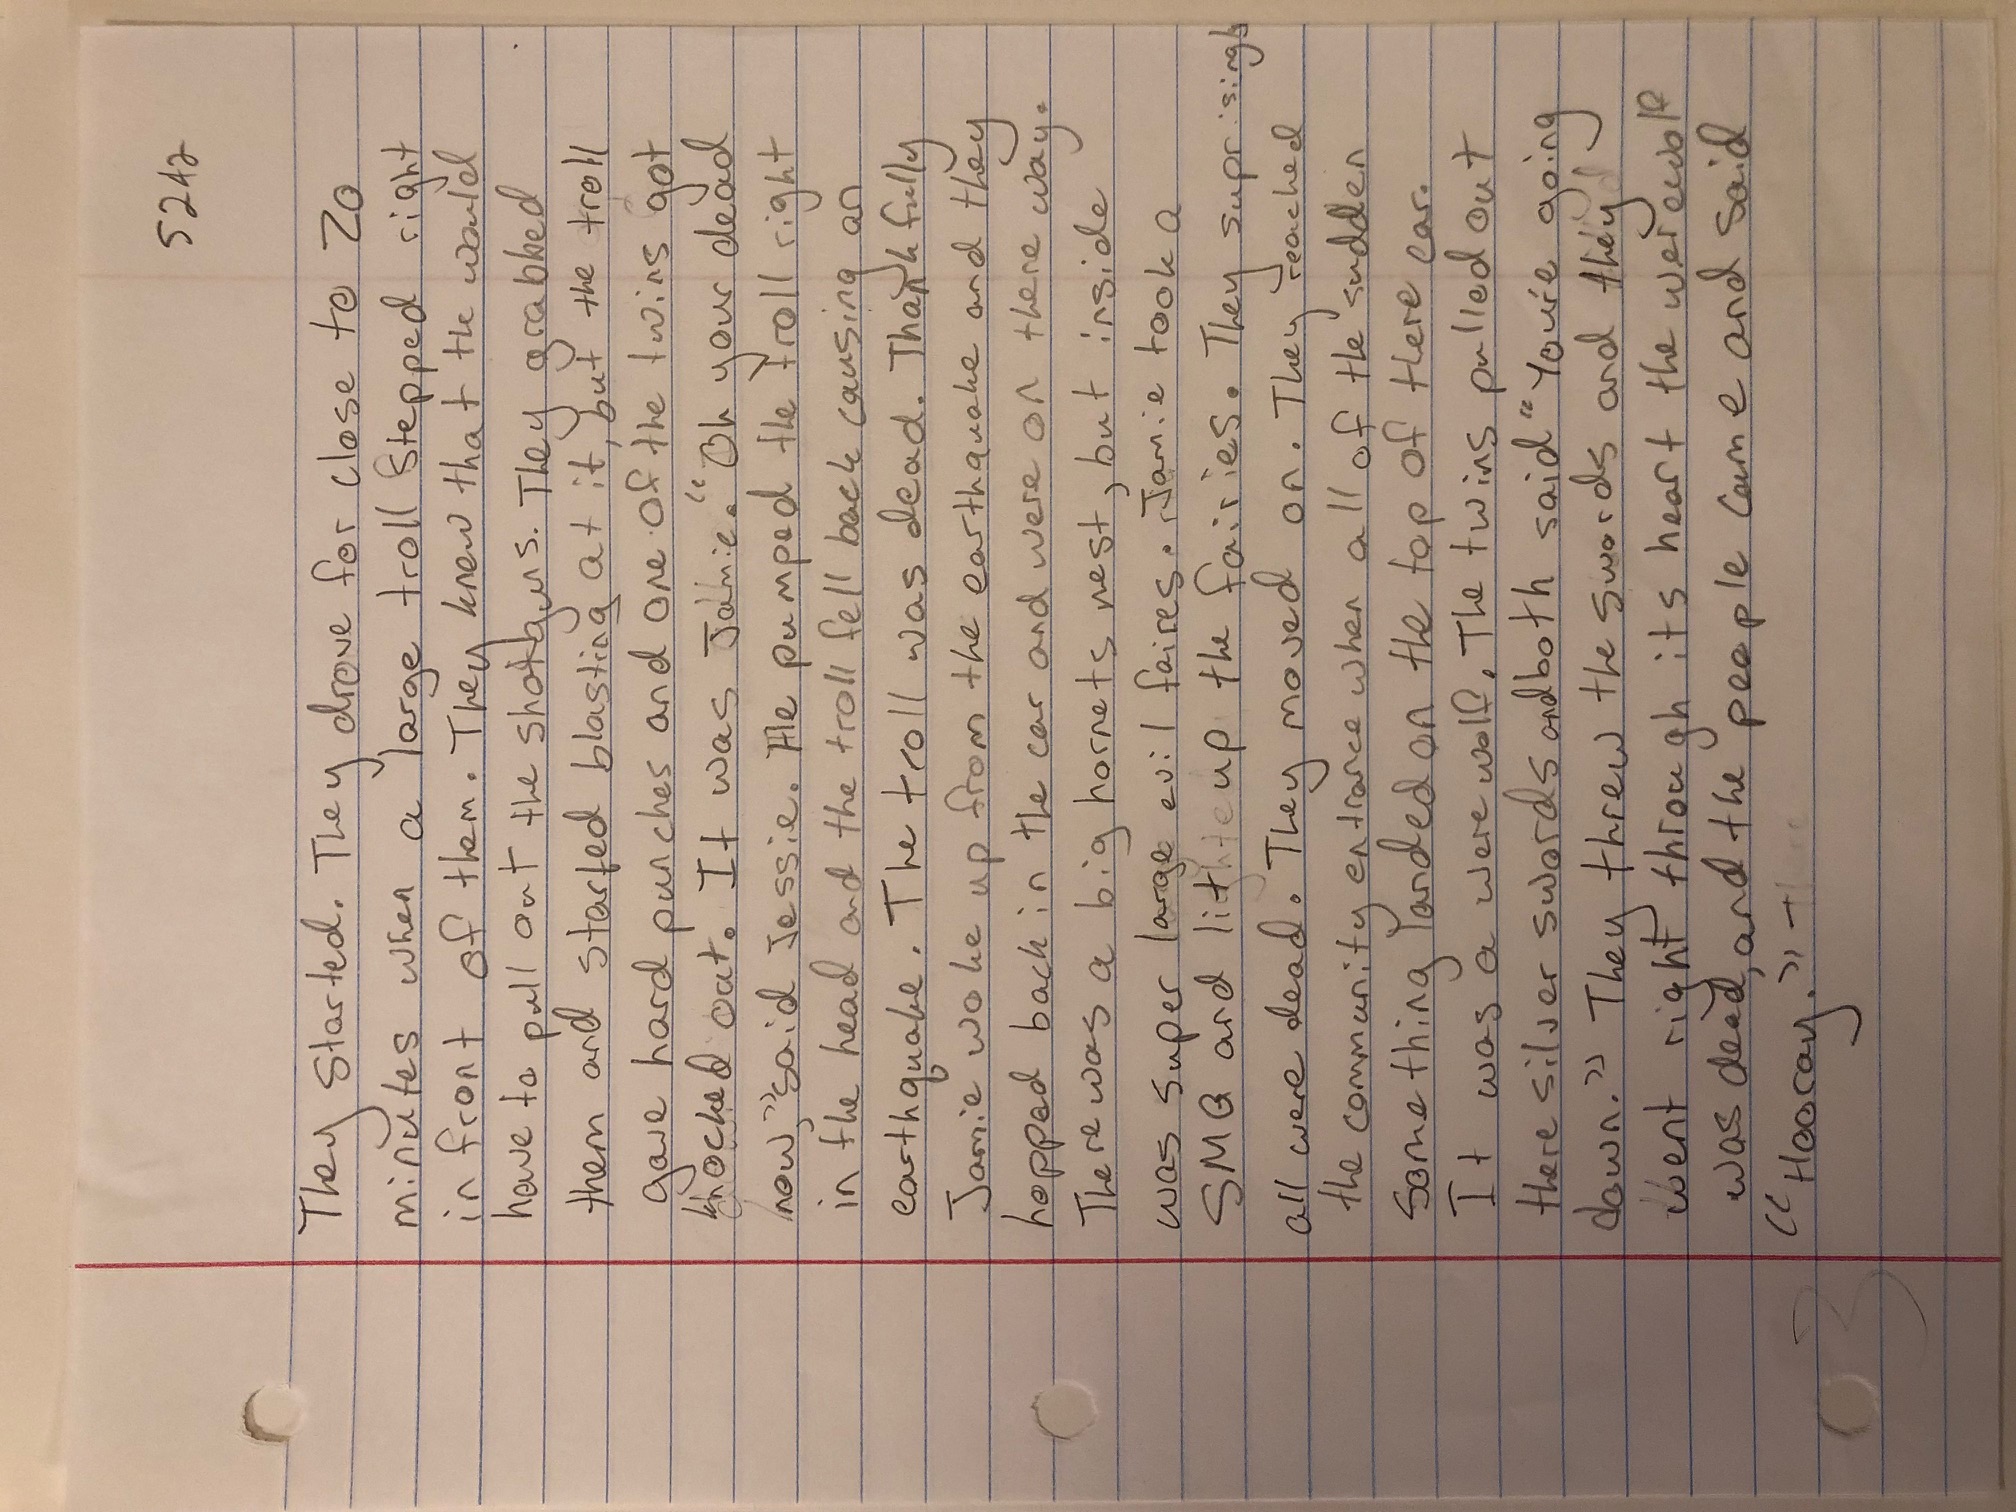 5242
They started. They drove for close to 20
minutes when a large troll stepped right
in front of them. They knew that the would
have to pull out the shotguns. They grabbed
them and started blasting at it, but the troll
gave hard punches and one of the twins got
knocked out. It was Jamie. "Oh your dead
now," said Jessie. He pumped the troll right
in the head and the troll fell back causing an
earthquake. The troll was dead. Thankfully
Jamie woke up from the earthquake and they
hopped back in the car and were on there way.
There was a big hornets nest, but inside
was super large evil faires. Jamie took a
SMG and lit up the fairies. They suprisingly
all were dead. They moved on. They reached
the community entrance when all of the sudden
something landed on the top of there car.
It was a werewolf. The twins pulled out
there silver swords and both said "You're going
down." They threw the swords and they
went right through its heart the werewolf
was dead, and the people came and said
"Hooray."
3